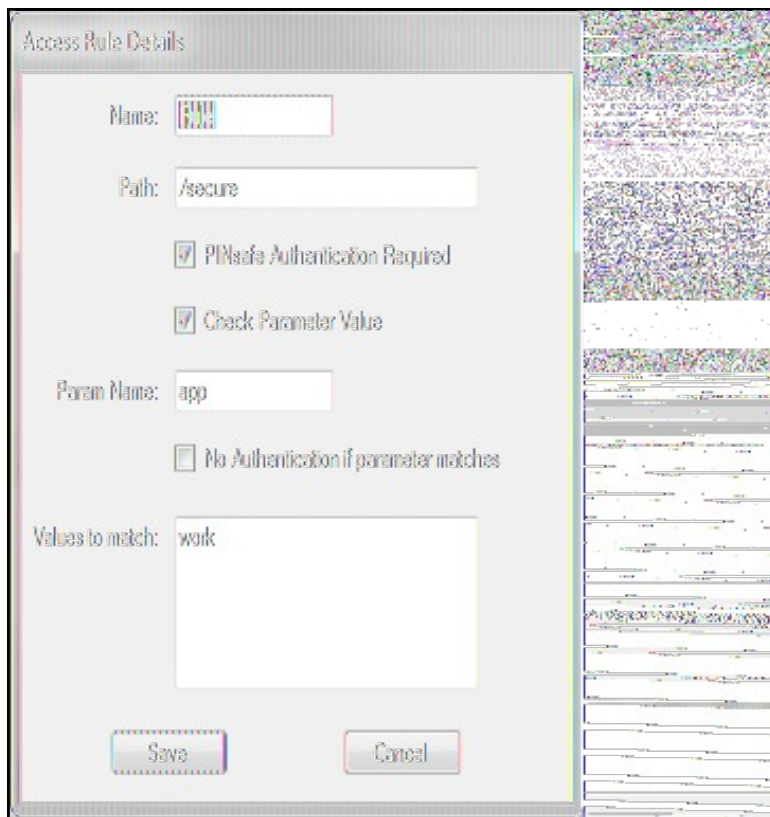 Access Rule Details
Name:
Path: /secure
PINsafe Authentication Required
Check Parameter Value
Param Name: app
No Authentication if parameter matches
Values to match: work
Save Cancel